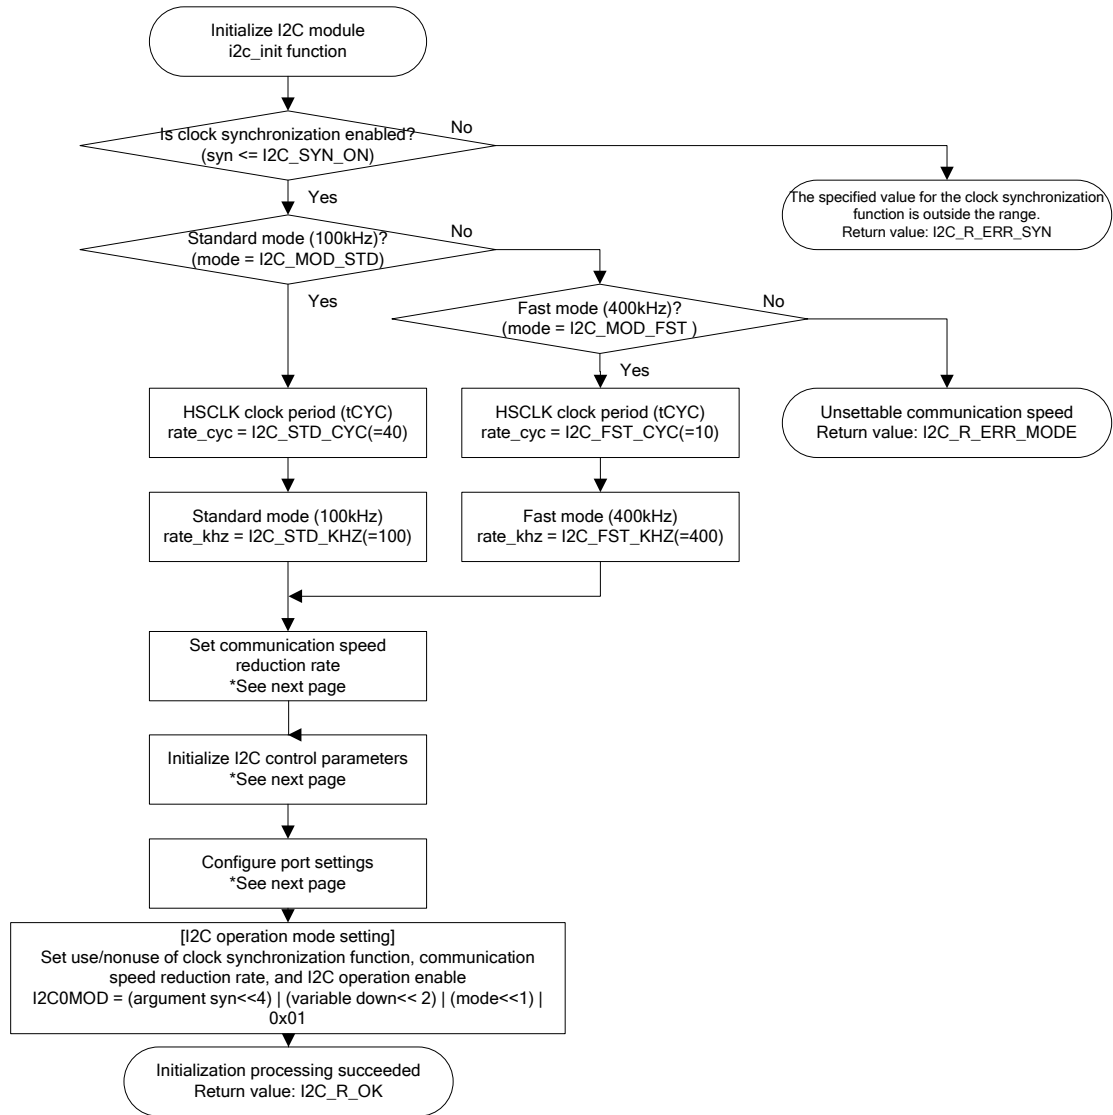 Initialize I2C module
i2c_init function
Is clock synchronization enabled?
(syn <= I2C_SYN_ON)
No
Yes
The specified value for the clock synchronization
function is outside the range.
Return value: I2C_R_ERR_SYN
Standard mode (100kHz)?
(mode = I2C_MOD_STD)
No
Yes
Fast mode (400kHz)?
(mode = I2C_MOD_FST )
No
Yes
HSCLK clock period (tCYC)
rate_cyc = I2C_STD_CYC(=40)
HSCLK clock period (tCYC)
rate_cyc = I2C_FST_CYC(=10)
Unsettable communication speed
Return value: I2C_R_ERR_MODE
Standard mode (100kHz)
rate_khz = I2C_STD_KHZ(=100)
Fast mode (400kHz)
rate_khz = I2C_FST_KHZ(=400)
Set communication speed
reduction rate
*See next page
Initialize I2C control parameters
*See next page
Configure port settings
*See next page
[I2C operation mode setting]
Set use/nonuse of clock synchronization function, communication
speed reduction rate, and I2C operation enable
I2C0MOD = (argument syn<<4) | (variable down<< 2) | (mode<<1) |
0x01
Initialization processing succeeded
Return value: I2C_R_OK